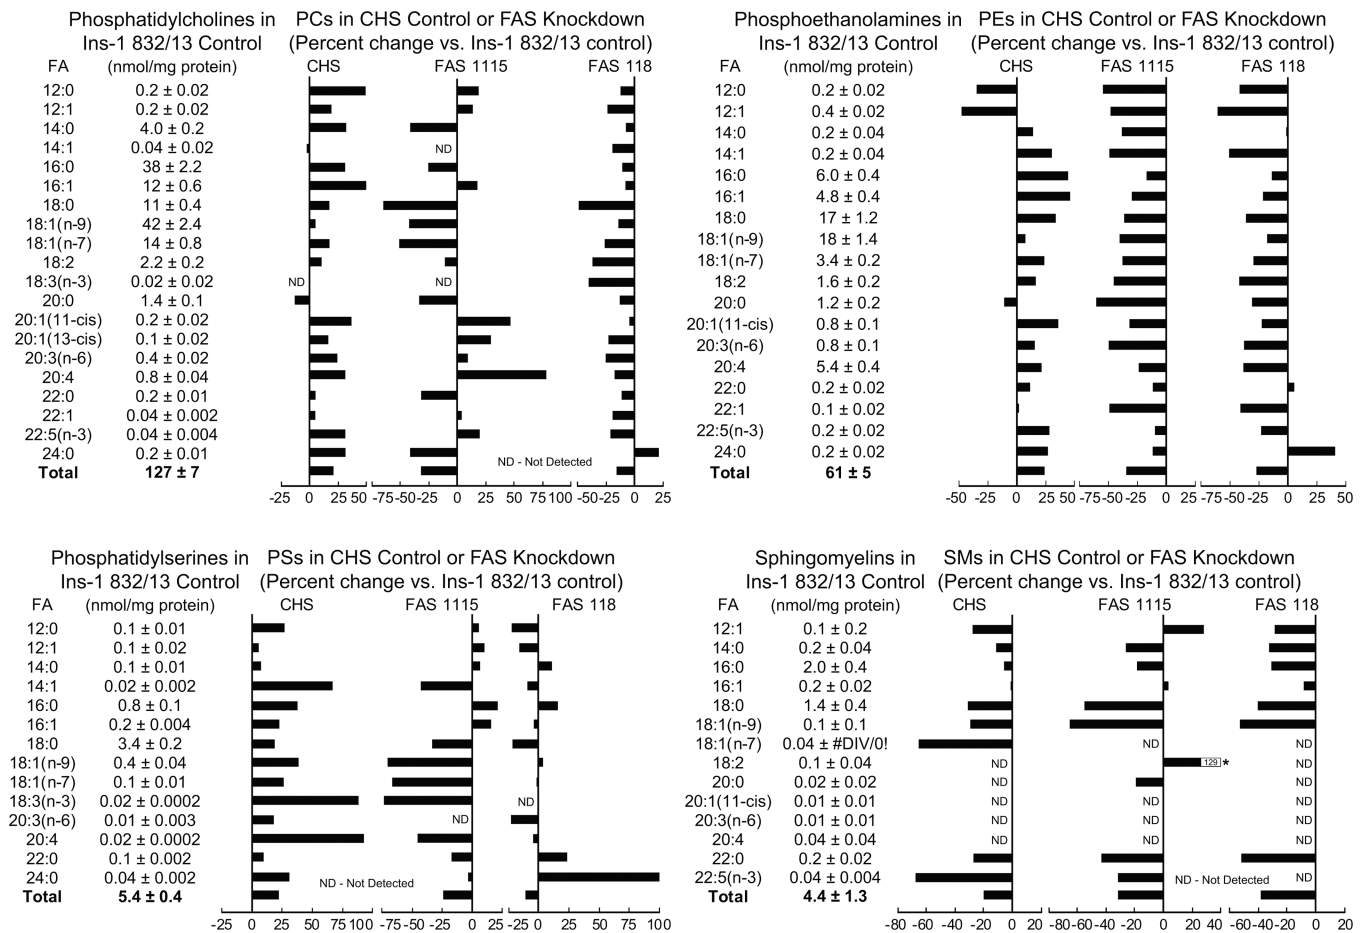 Phosphatidylcholines in
Ins-1 832/13 Control
PCs in CHS Control or FAS Knockdown
(Percent change vs. Ins-1 832/13 control)
FA (nmol/mg protein) CHS FAS 1115 FAS 118
12:0 0.2 ± 0.02
12:1 0.2 ± 0.02
14:0 4.0 ± 0.2
14:1 0.04 ± 0.02 ND
16:0 38 ± 2.2
16:1 12 ± 0.6
18:0 11 ± 0.4
18:1(n-9) 42 ± 2.4
18:1(n-7) 14 ± 0.8
18:2 2.2 ± 0.2
18:3(n-3) 0.02 ± 0.02 ND ND
20:0 1.4 ± 0.1
20:1(11-cis) 0.2 ± 0.02
20:1(13-cis) 0.1 ± 0.02
20:3(n-6) 0.4 ± 0.02
20:4 0.8 ± 0.04
22:0 0.2 ± 0.01
22:1 0.04 ± 0.002
22:5(n-3) 0.04 ± 0.004
24:0 0.2 ± 0.01
ND - Not Detected
Total 127 ± 7
-25 0 25 50 -75 -50 -25 0 25 50 75 100 -50 -25 0 25
Phosphoethanolamines in
Ins-1 832/13 Control
PEs in CHS Control or FAS Knockdown
(Percent change vs. Ins-1 832/13 control)
FA (nmol/mg protein) CHS FAS 1115 FAS 118
12:0 0.2 ± 0.02
12:1 0.4 ± 0.02
14:0 0.2 ± 0.04
14:1 0.2 ± 0.04
16:0 6.0 ± 0.4
16:1 4.8 ± 0.4
18:0 17 ± 1.2
18:1(n-9) 18 ± 1.4
18:1(n-7) 3.4 ± 0.2
18:2 1.6 ± 0.2
20:0 1.2 ± 0.2
20:1(11-cis) 0.8 ± 0.1
20:3(n-6) 0.8 ± 0.1
20:4 5.4 ± 0.4
22:0 0.2 ± 0.02
22:1 0.1 ± 0.02
22:5(n-3) 0.2 ± 0.02
24:0 0.2 ± 0.02
Total 61 ± 5
-50 -25 0 25 50 -75 -50 -25 0 25 -75 -50 -25 0 25 50
Phosphatidylserines in
Ins-1 832/13 Control
PSs in CHS Control or FAS Knockdown
(Percent change vs. Ins-1 832/13 control)
FA (nmol/mg protein) CHS FAS 1115 FAS 118
12:0 0.1 ± 0.01
12:1 0.1 ± 0.02
14:0 0.1 ± 0.01
14:1 0.02 ± 0.002
16:0 0.8 ± 0.1
16:1 0.2 ± 0.004
18:0 3.4 ± 0.2
18:1(n-9) 0.4 ± 0.04
18:1(n-7) 0.1 ± 0.01
18:3(n-3) 0.02 ± 0.0002 ND
20:3(n-6) 0.01 ± 0.003 ND
20:4 0.02 ± 0.0002
22:0 0.1 ± 0.002
24:0 0.04 ± 0.002
ND - Not Detected
Total 5.4 ± 0.4
-25 0 25 50 75 100 -75 -50 -25 0 25 -25 0 25 50 75 100
Sphingomyelins in
Ins-1 832/13 Control
SMs in CHS Control or FAS Knockdown
(Percent change vs. Ins-1 832/13 control)
FA (nmol/mg protein) CHS FAS 1115 FAS 118
12:1 0.1 ± 0.2
14:0 0.2 ± 0.04
16:0 2.0 ± 0.4
16:1 0.2 ± 0.02
18:0 1.4 ± 0.4
18:1(n-9) 0.1 ± 0.1
18:1(n-7) 0.04 ± #DIV/0! ND ND
18:2 0.1 ± 0.04 ND 129 * ND
20:0 0.02 ± 0.02 ND ND
20:1(11-cis) 0.01 ± 0.01 ND ND ND
20:3(n-6) 0.01 ± 0.01 ND ND ND
20:4 0.04 ± 0.04 ND ND ND
22:0 0.2 ± 0.02
22:5(n-3) 0.04 ± 0.004 ND - Not Detected ND
Total 4.4 ± 1.3
-80 -60 -40 -20 0 20 -80 -60 -40 -20 0 20 40 -60 -40 -20 0 20